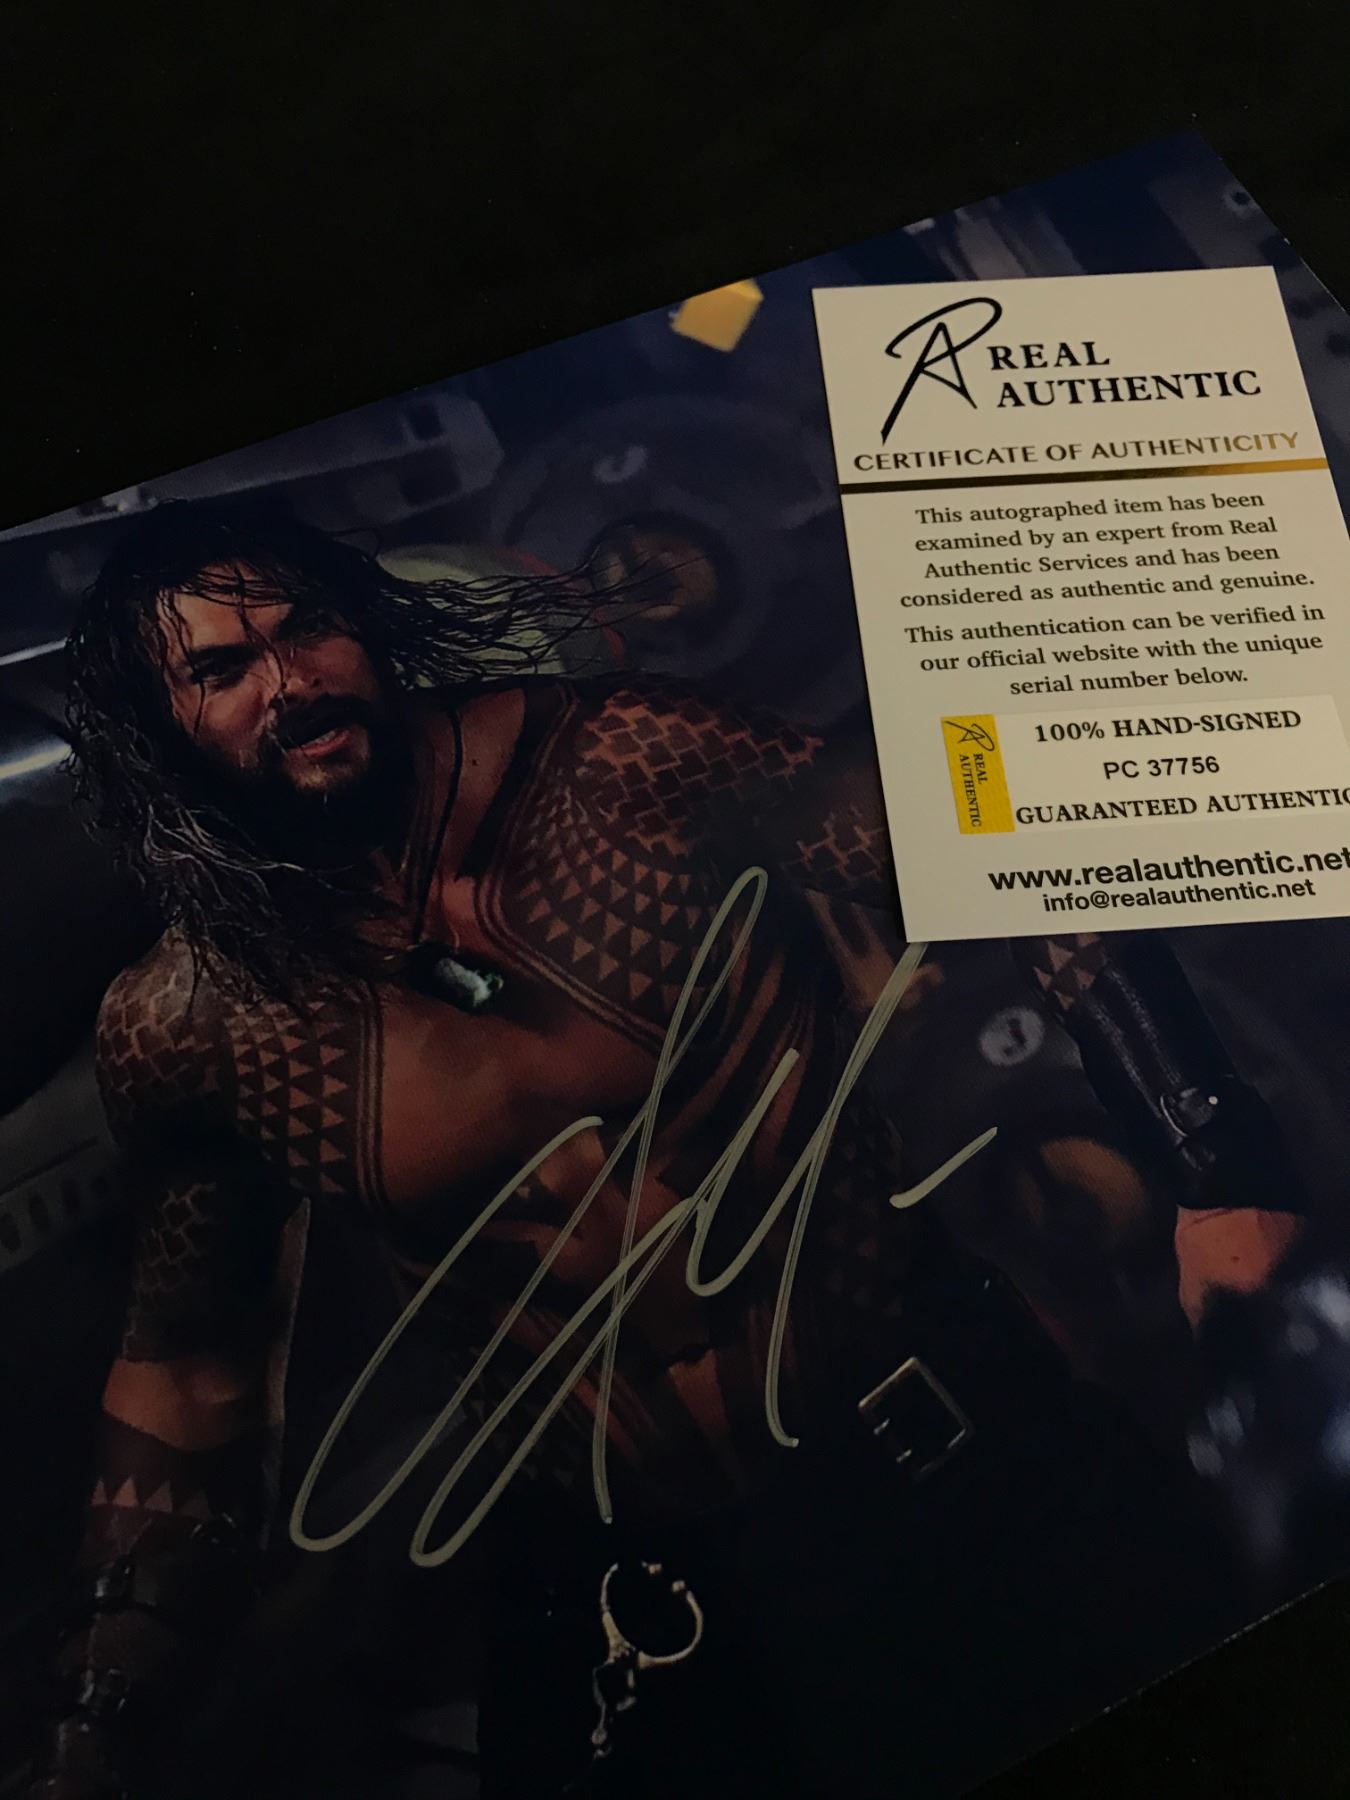 REAL
AUTHENTIC
CERTIFICATE OF AUTHENTICITY
This autographed item has been
examined by an expert from Real
Authentic Services and has been
considered as authentic and genuine.
This authentication can be verified in
our official website with the unique
serial number below.
REAL
AUTHENTIC
100% HAND-SIGNED
PC 37756
GUARANTEED AUTHENTIC
www.realauthentic.net
info@realauthentic.net